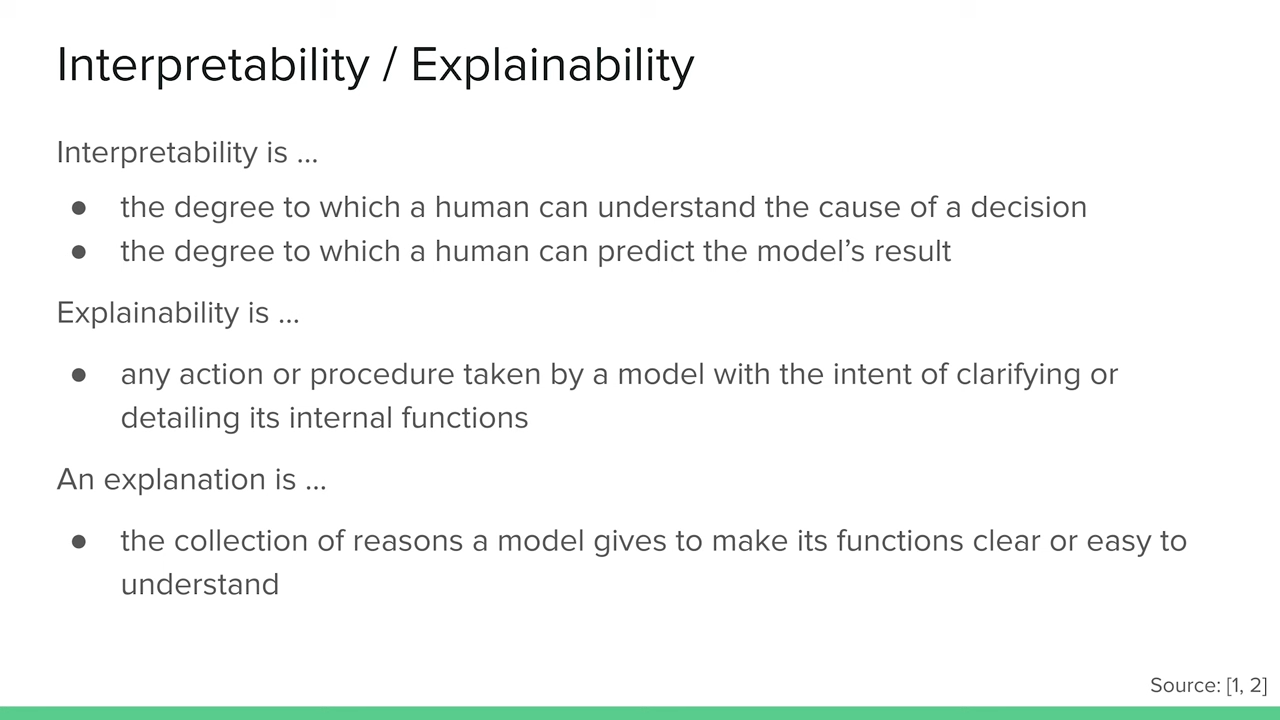 Interpretability / Explainability
Interpretability is ...
● the degree to which a human can understand the cause of a decision
● the degree to which a human can predict the model’s result
Explainability is ...
● any action or procedure taken by a model with the intent of clarifying or
detailing its internal functions
An explanation is ...
● the collection of reasons a model gives to make its functions clear or easy to
understand
Source: [1, 2]